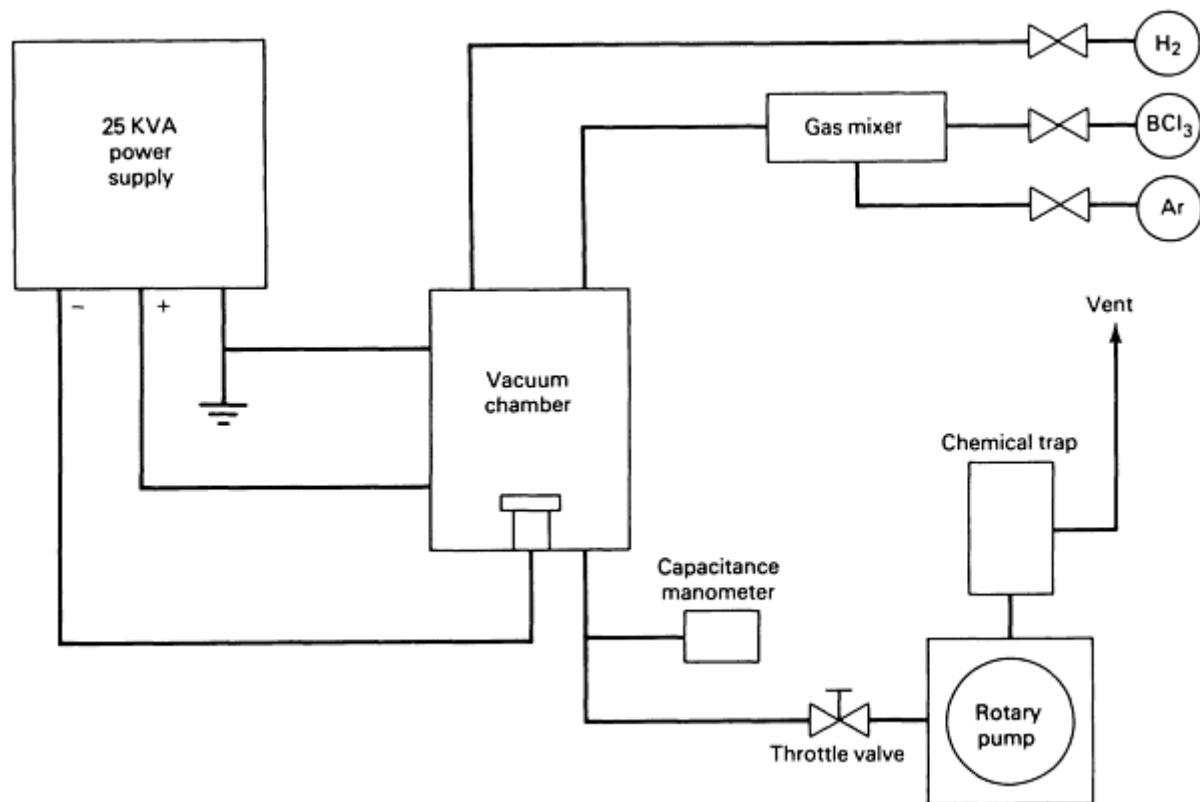 25 KVA
power
supply
−
+
H₂
Gas mixer
BCl₃
Ar
Vent
Vacuum
chamber
Chemical trap
Capacitance
manometer
Rotary
pump
Throttle valve